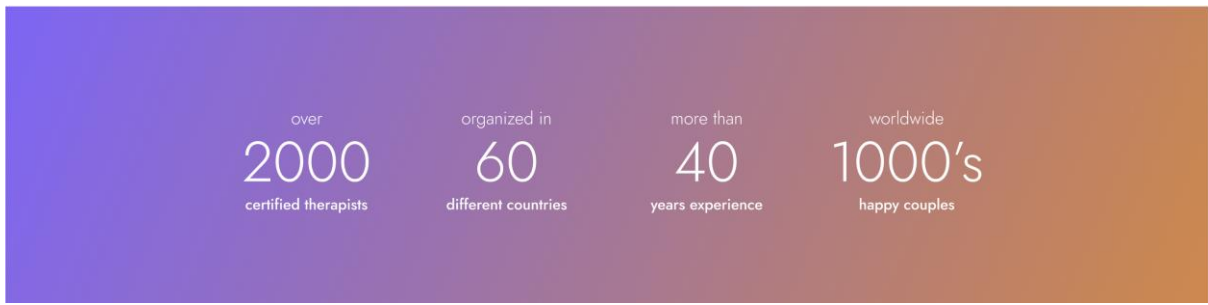 over
2000
certified therapists
organized in
60
different countries
more than
40
years experience
worldwide
1000's
happy couples